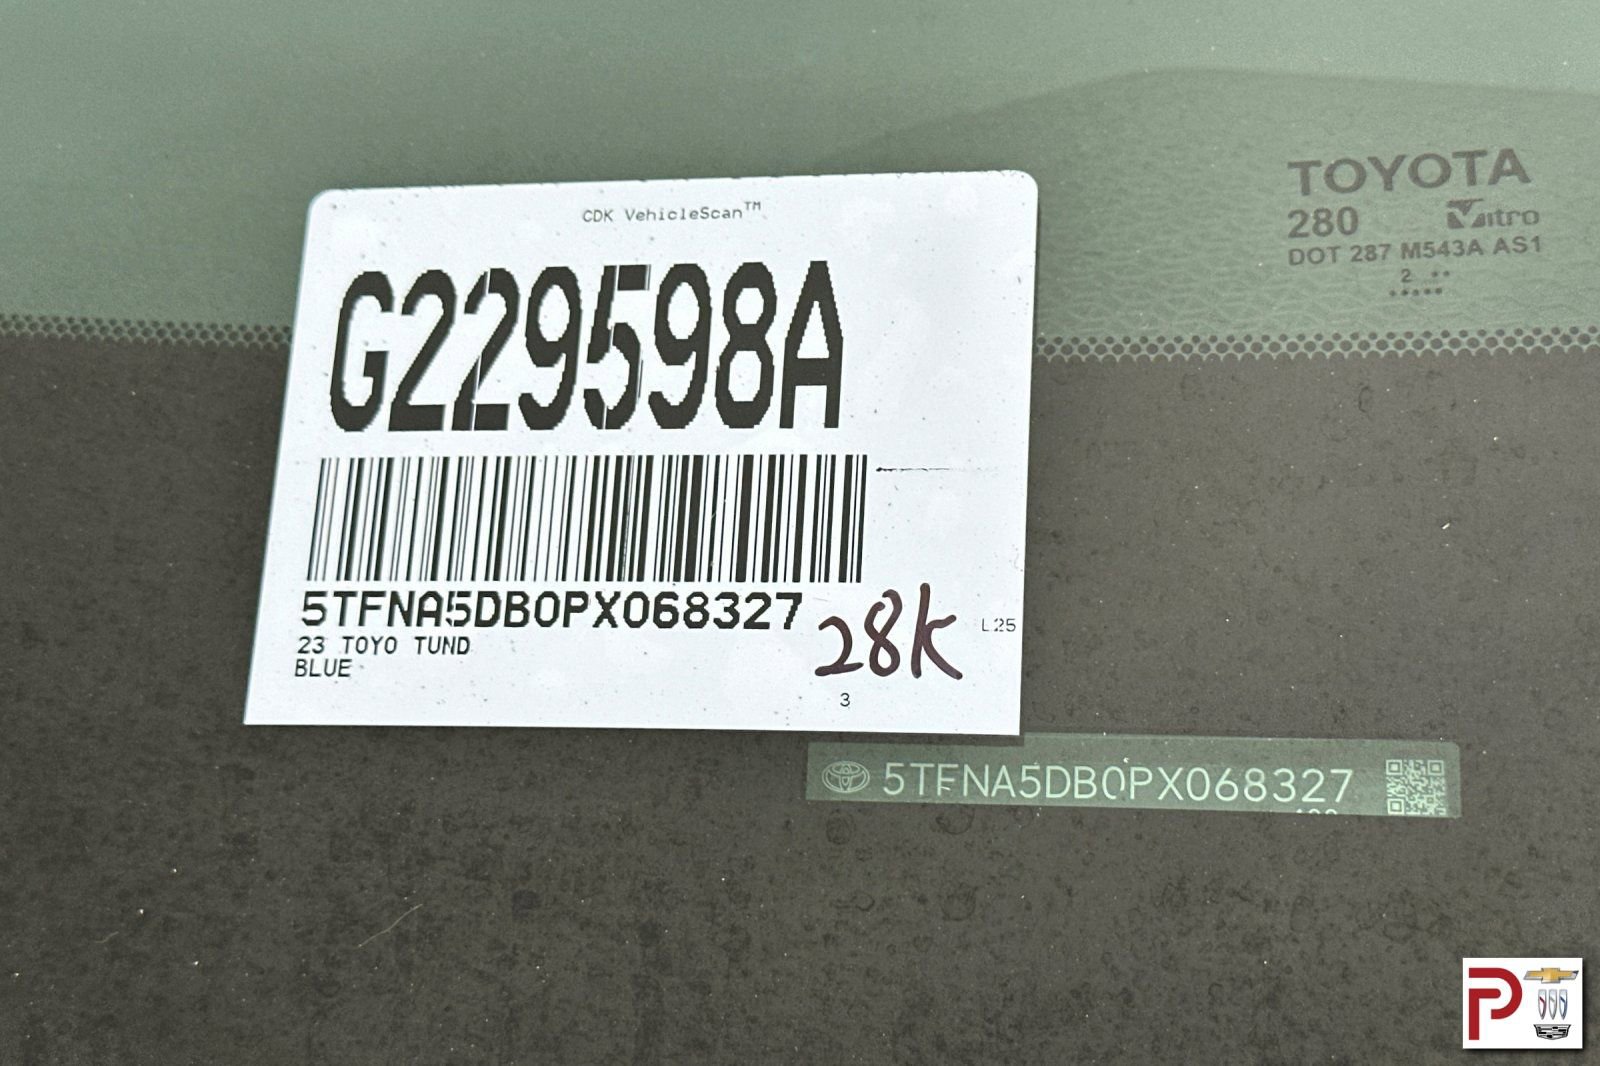 CDK VehicleScan™
G229598A
5TFNA5DB0PX068327
23 TOYO TUND
BLUE
28K
L25
3
TOYOTA
280 Vitro
DOT 287 M543A AS1
2 ..
.....
5TFNA5DB0PX068327
P